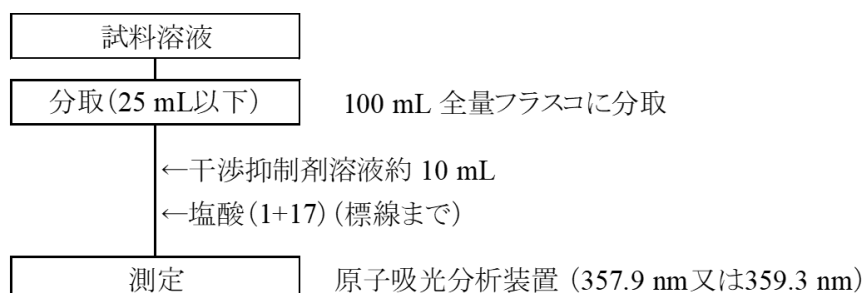 試料溶液
分取(25 mL以下) 100 mL 全量フラスコに分取
←干渉抑制剤溶液約 10 mL
←塩酸(1+17) (標線まで)
測定 原子吸光分析装置 (357.9 nm又は359.3 nm)